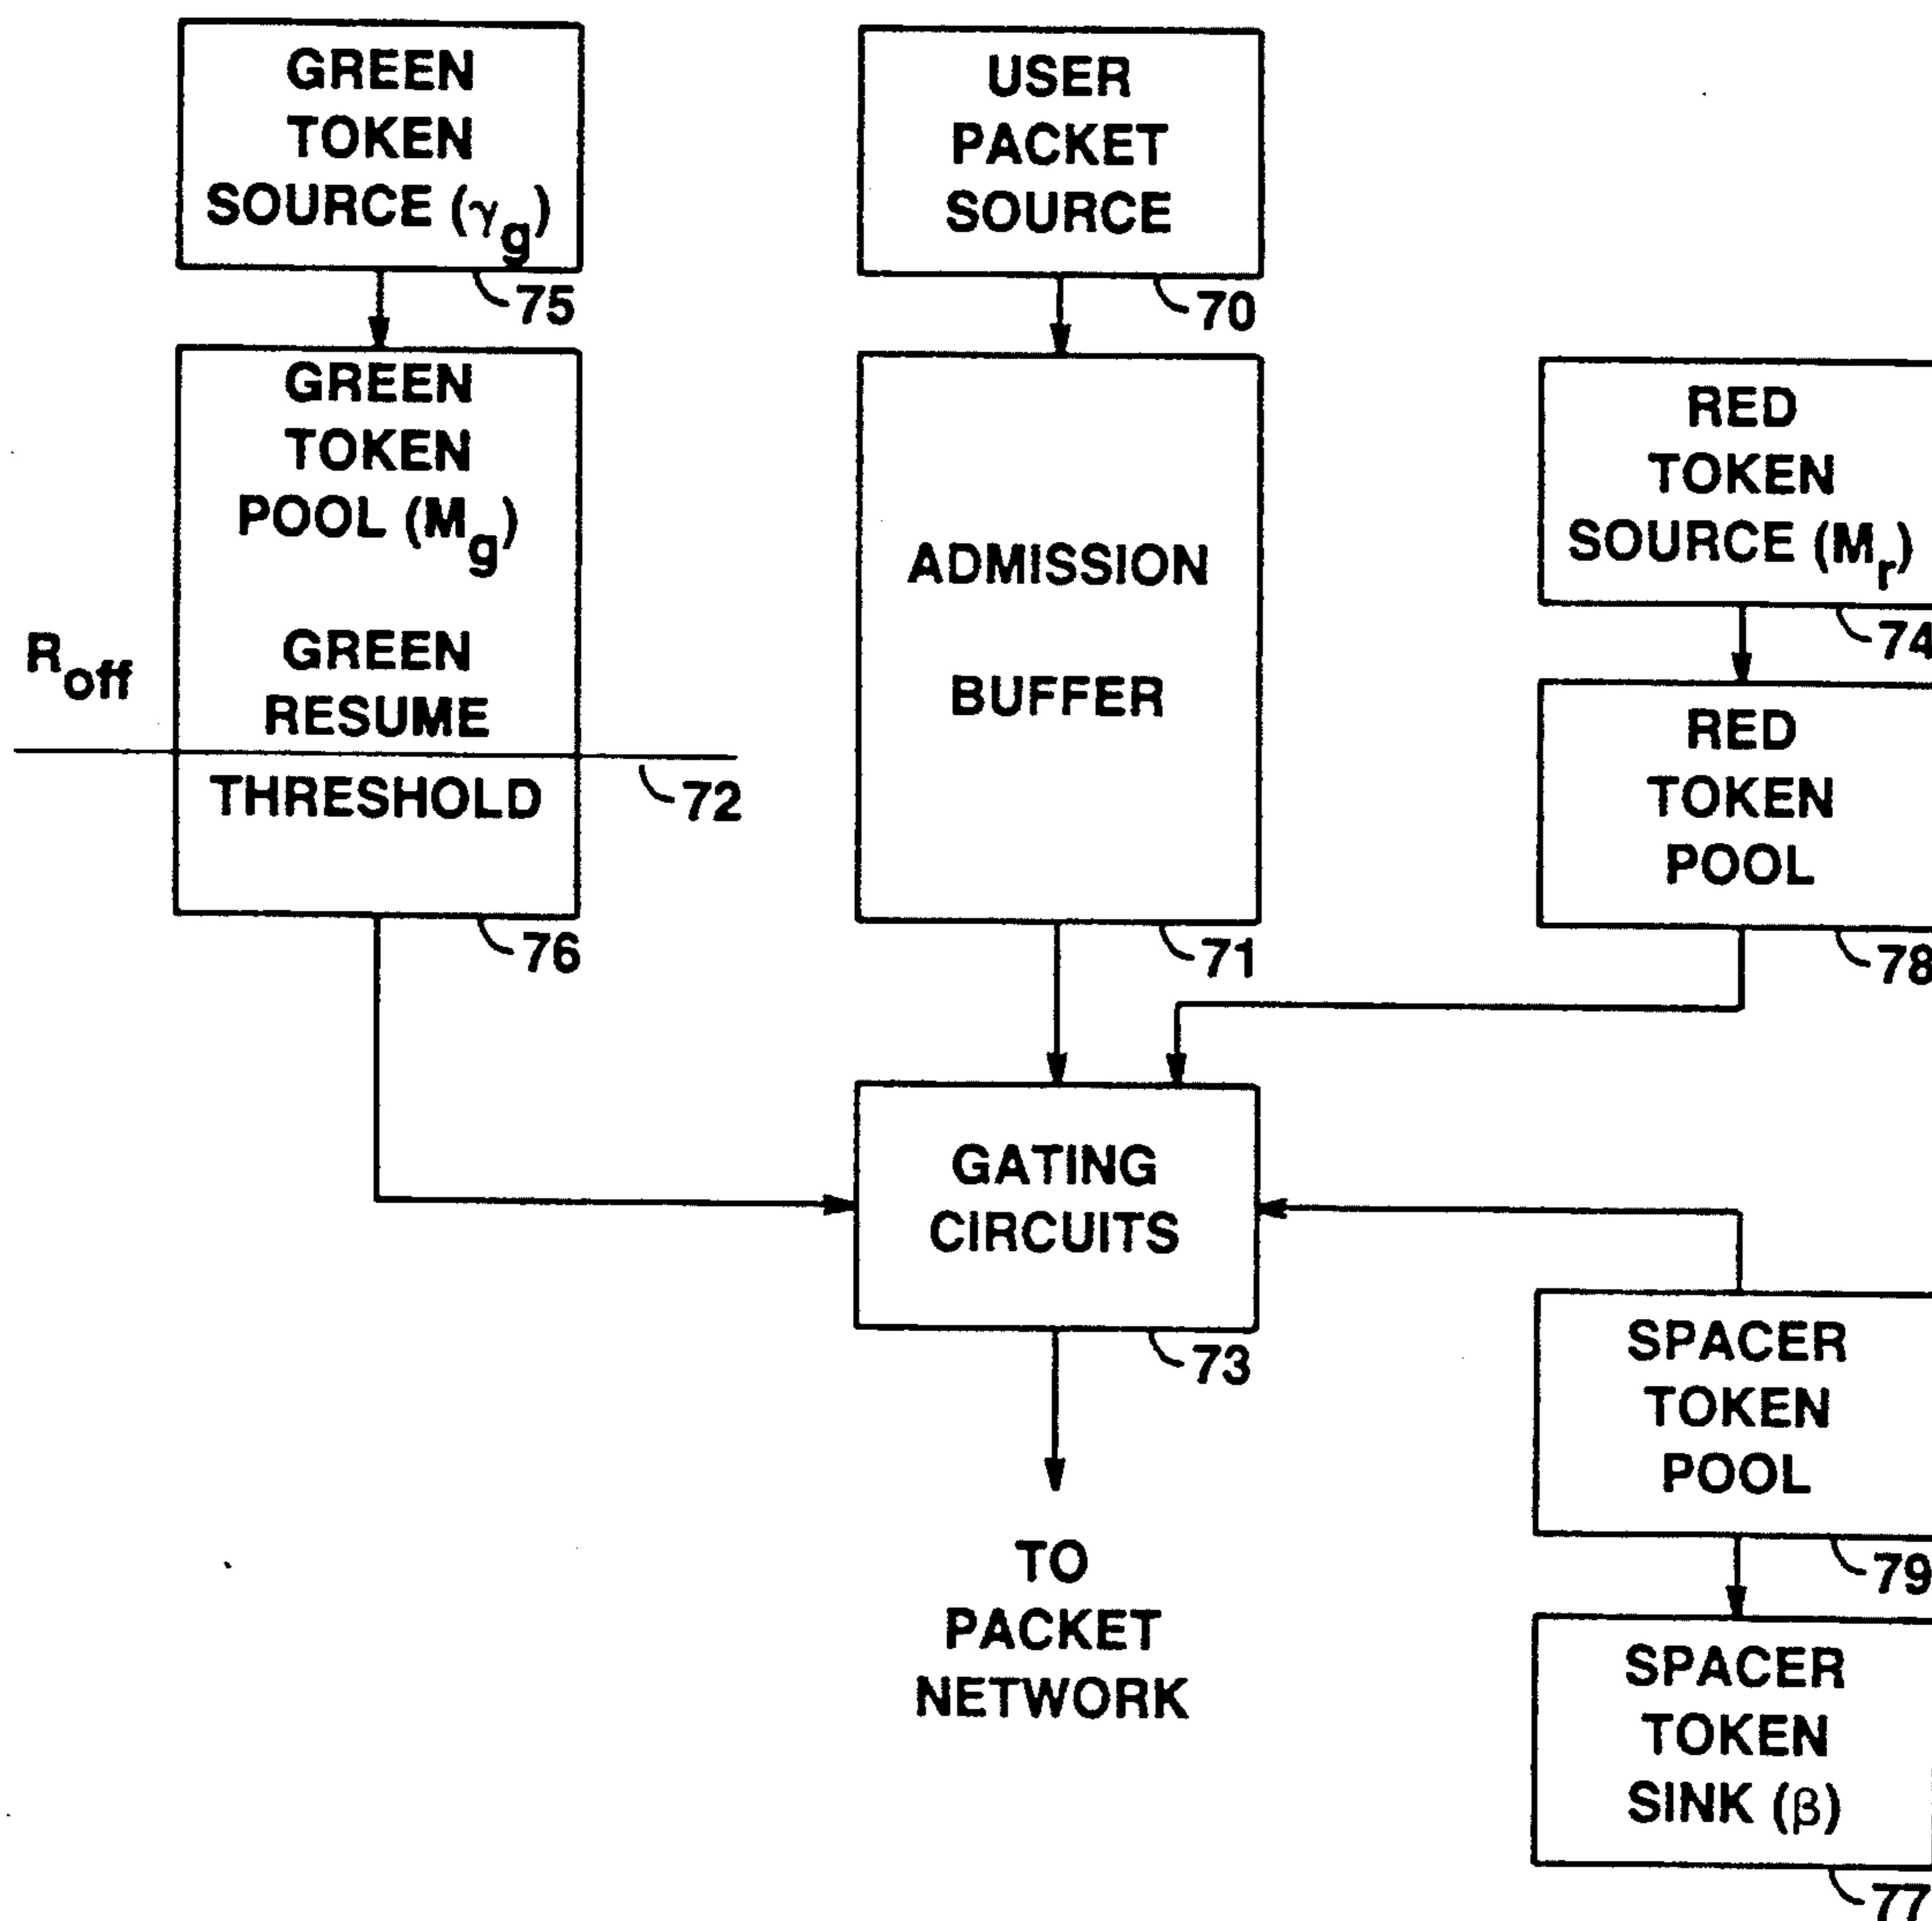 GREEN
TOKEN
SOURCE (γg)
75
USER
PACKET
SOURCE
70
GREEN
TOKEN
POOL (Mg)
GREEN
RESUME
THRESHOLD
Roff
72
76
ADMISSION
BUFFER
71
RED
TOKEN
SOURCE (Mr)
74
RED
TOKEN
POOL
78
GATING
CIRCUITS
73
SPACER
TOKEN
POOL
79
TO
PACKET
NETWORK
SPACER
TOKEN
SINK (β)
77